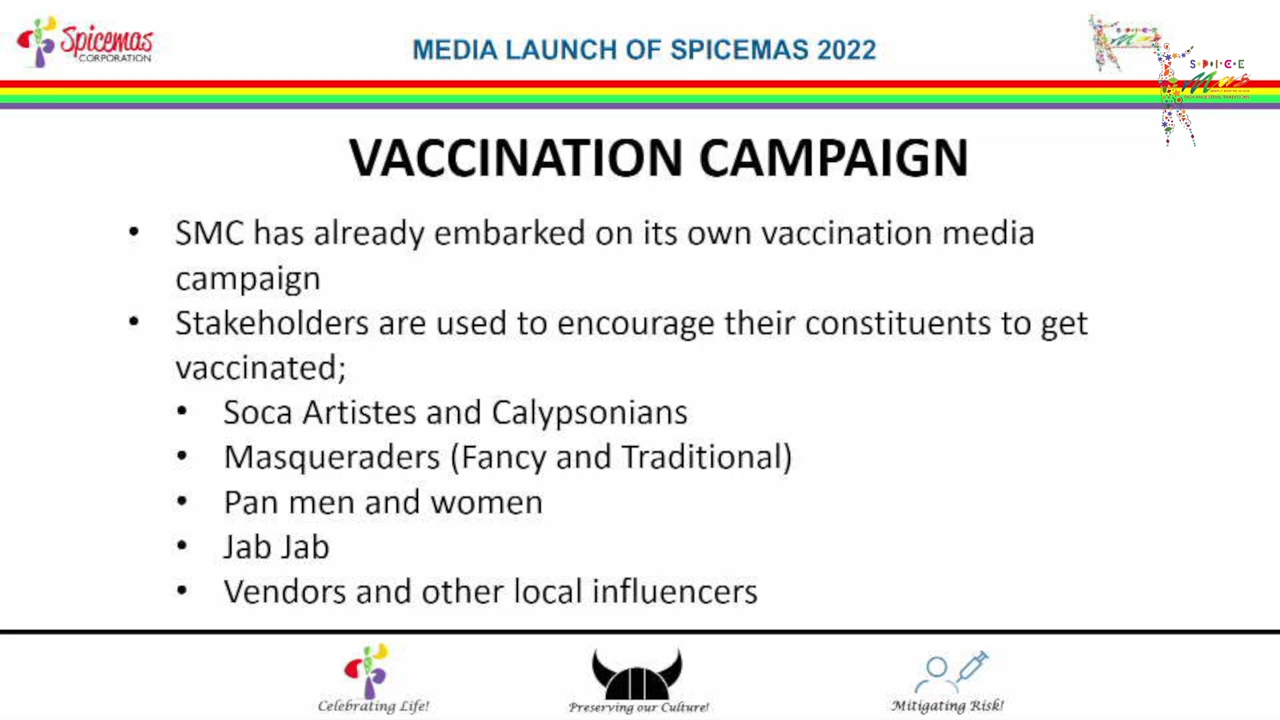 Spicemas
CORPORATION
MEDIA LAUNCH OF SPICEMAS 2022
S·P·I·C·E
Mas
VACCINATION CAMPAIGN
• SMC has already embarked on its own vaccination media
campaign
• Stakeholders are used to encourage their constituents to get
vaccinated;
• Soca Artistes and Calypsonians
• Masqueraders (Fancy and Traditional)
• Pan men and women
• Jab Jab
• Vendors and other local influencers
Celebrating Life!
Preserving our Culture!
Mitigating Risk!